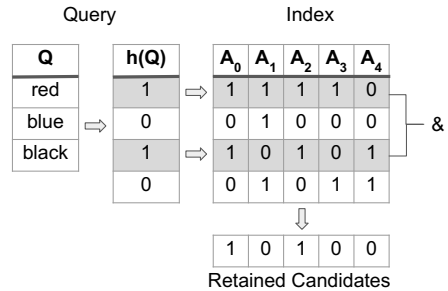 Query Index
Q h(Q) A0 A1 A2 A3 A4
red 1 1 1 1 1 0
blue 0 0 1 0 0 0
&
black 1 1 0 1 0 1
0 0 1 0 1 1
1 0 1 0 0
Retained Candidates